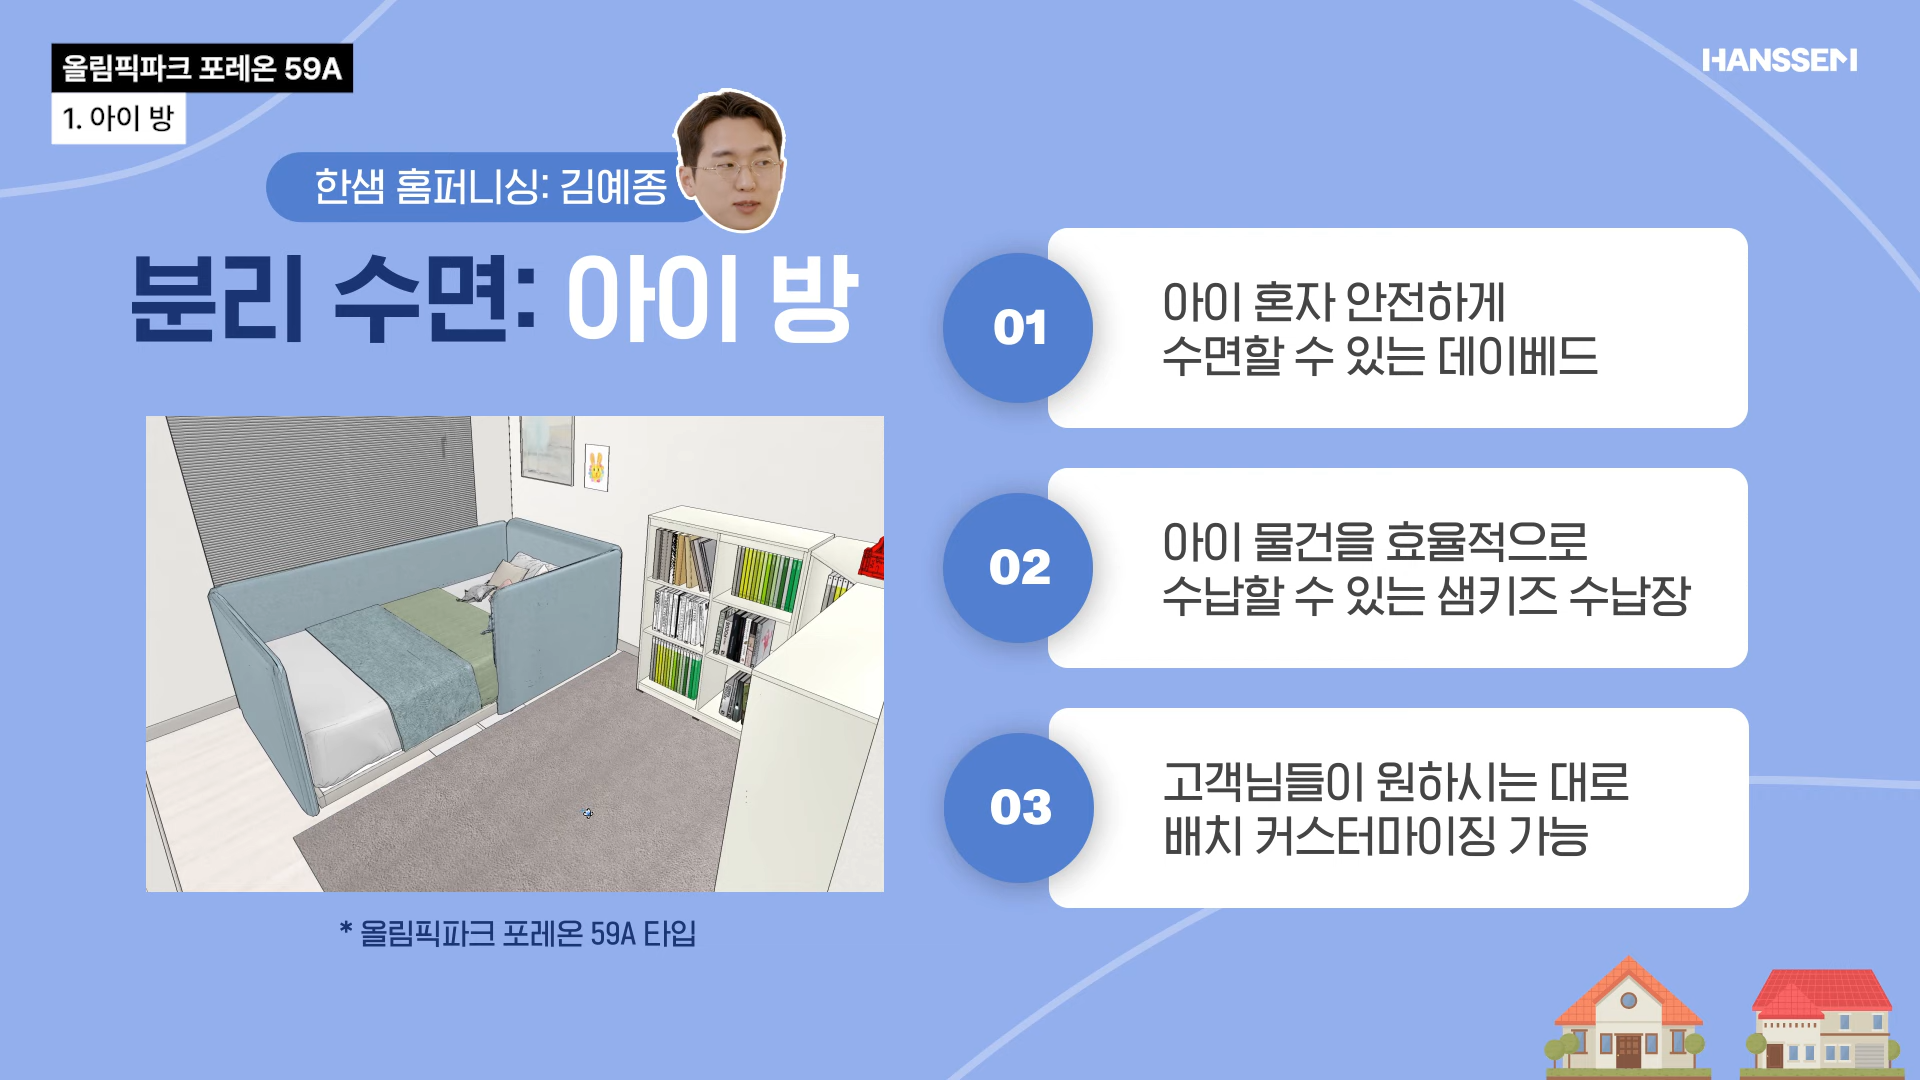 올림픽파크 포레온 59A
1. 아이 방
HANSSEM
한샘 홈퍼니싱: 김예종
분리 수면: 아이 방
01
아이 혼자 안전하게
수면할 수 있는 데이베드
02
아이 물건을 효율적으로
수납할 수 있는 샘키즈 수납장
03
고객님들이 원하시는 대로
배치 커스터마이징 가능
* 올림픽파크 포레온 59A 타입